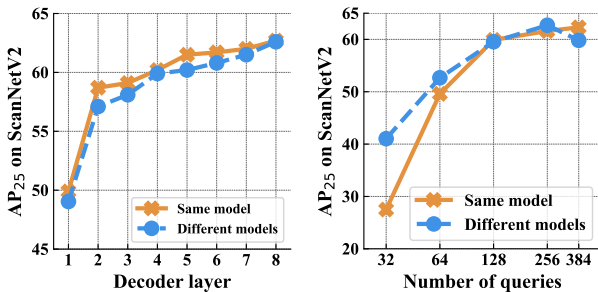 65
60
55
50
45
AP25 on ScanNetV2
1 2 3 4 5 6 7 8
Decoder layer
Same model
Different models
65
60
50
40
30
20
AP25 on ScanNetV2
32 64 128 256 384
Number of queries
Same model
Different models